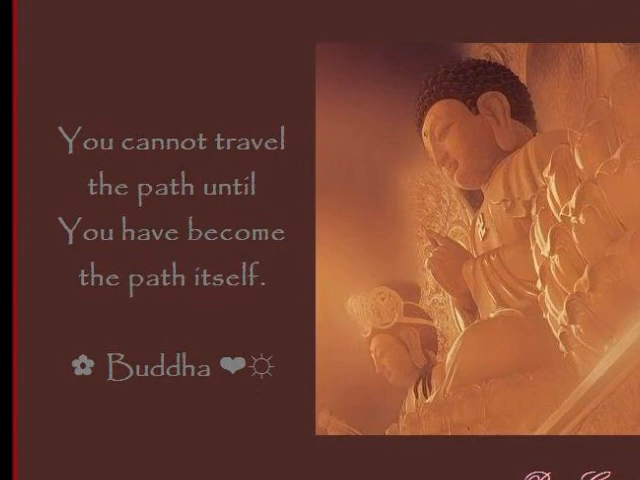 You cannot travel
the path until
You have become
the path itself.
✿ Buddha ❤☼